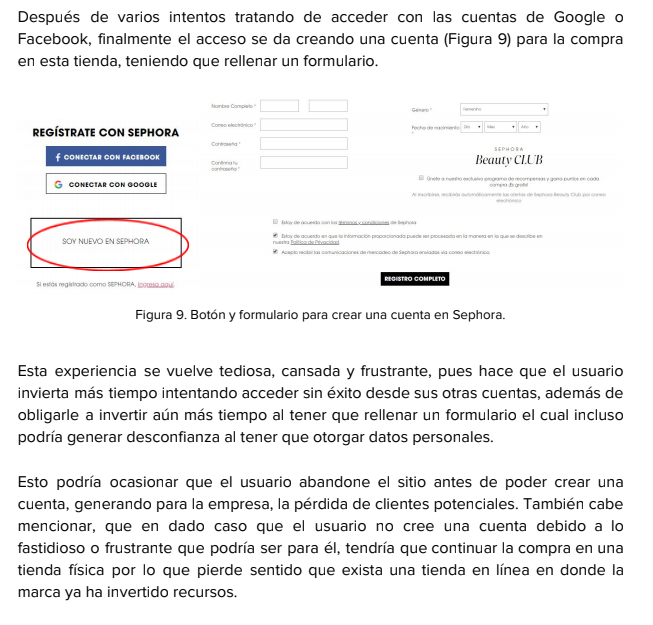 Después de varios intentos tratando de acceder con las cuentas de Google o
Facebook, finalmente el acceso se da creando una cuenta (Figura 9) para la compra
en esta tienda, teniendo que rellenar un formulario.
REGÍSTRATE CON SEPHORA
CONECTAR CON FACEBOOK
CONECTAR CON GOOGLE
SOY NUEVO EN SEPHORA
Si estás registrado como SEPHORA, ingresa aquí.
Nombre Completo *
Correo electrónico *
Contraseña *
Confirma tu
contraseña *
Género *
Femenino
Fecha de nacimiento
*
Día
Mes
Año
SEPHORA
Beauty CLUB
Únete a nuestro exclusivo programa de recompensas y gana puntos en cada
compra ¡Es gratis!
Al inscribirse, recibirás automáticamente las ofertas de Sephora Beauty Club por correo
electrónico
Estoy de acuerdo con los términos y condiciones de Sephora
Estoy de acuerdo en que la información proporcionada puede ser procesada en la manera en la que se describe en
nuestra Política de Privacidad.
Acepto recibir las comunicaciones de mercadeo de Sephora enviadas vía correo electrónico.
REGISTRO COMPLETO
Figura 9. Botón y formulario para crear una cuenta en Sephora.
Esta experiencia se vuelve tediosa, cansada y frustrante, pues hace que el usuario
invierta más tiempo intentando acceder sin éxito desde sus otras cuentas, además de
obligarle a invertir aún más tiempo al tener que rellenar un formulario el cual incluso
podría generar desconfianza al tener que otorgar datos personales.
Esto podría ocasionar que el usuario abandone el sitio antes de poder crear una
cuenta, generando para la empresa, la pérdida de clientes potenciales. También cabe
mencionar, que en dado caso que el usuario no cree una cuenta debido a lo
fastidioso o frustrante que podría ser para él, tendría que continuar la compra en una
tienda física por lo que pierde sentido que exista una tienda en línea en donde la
marca ya ha invertido recursos.